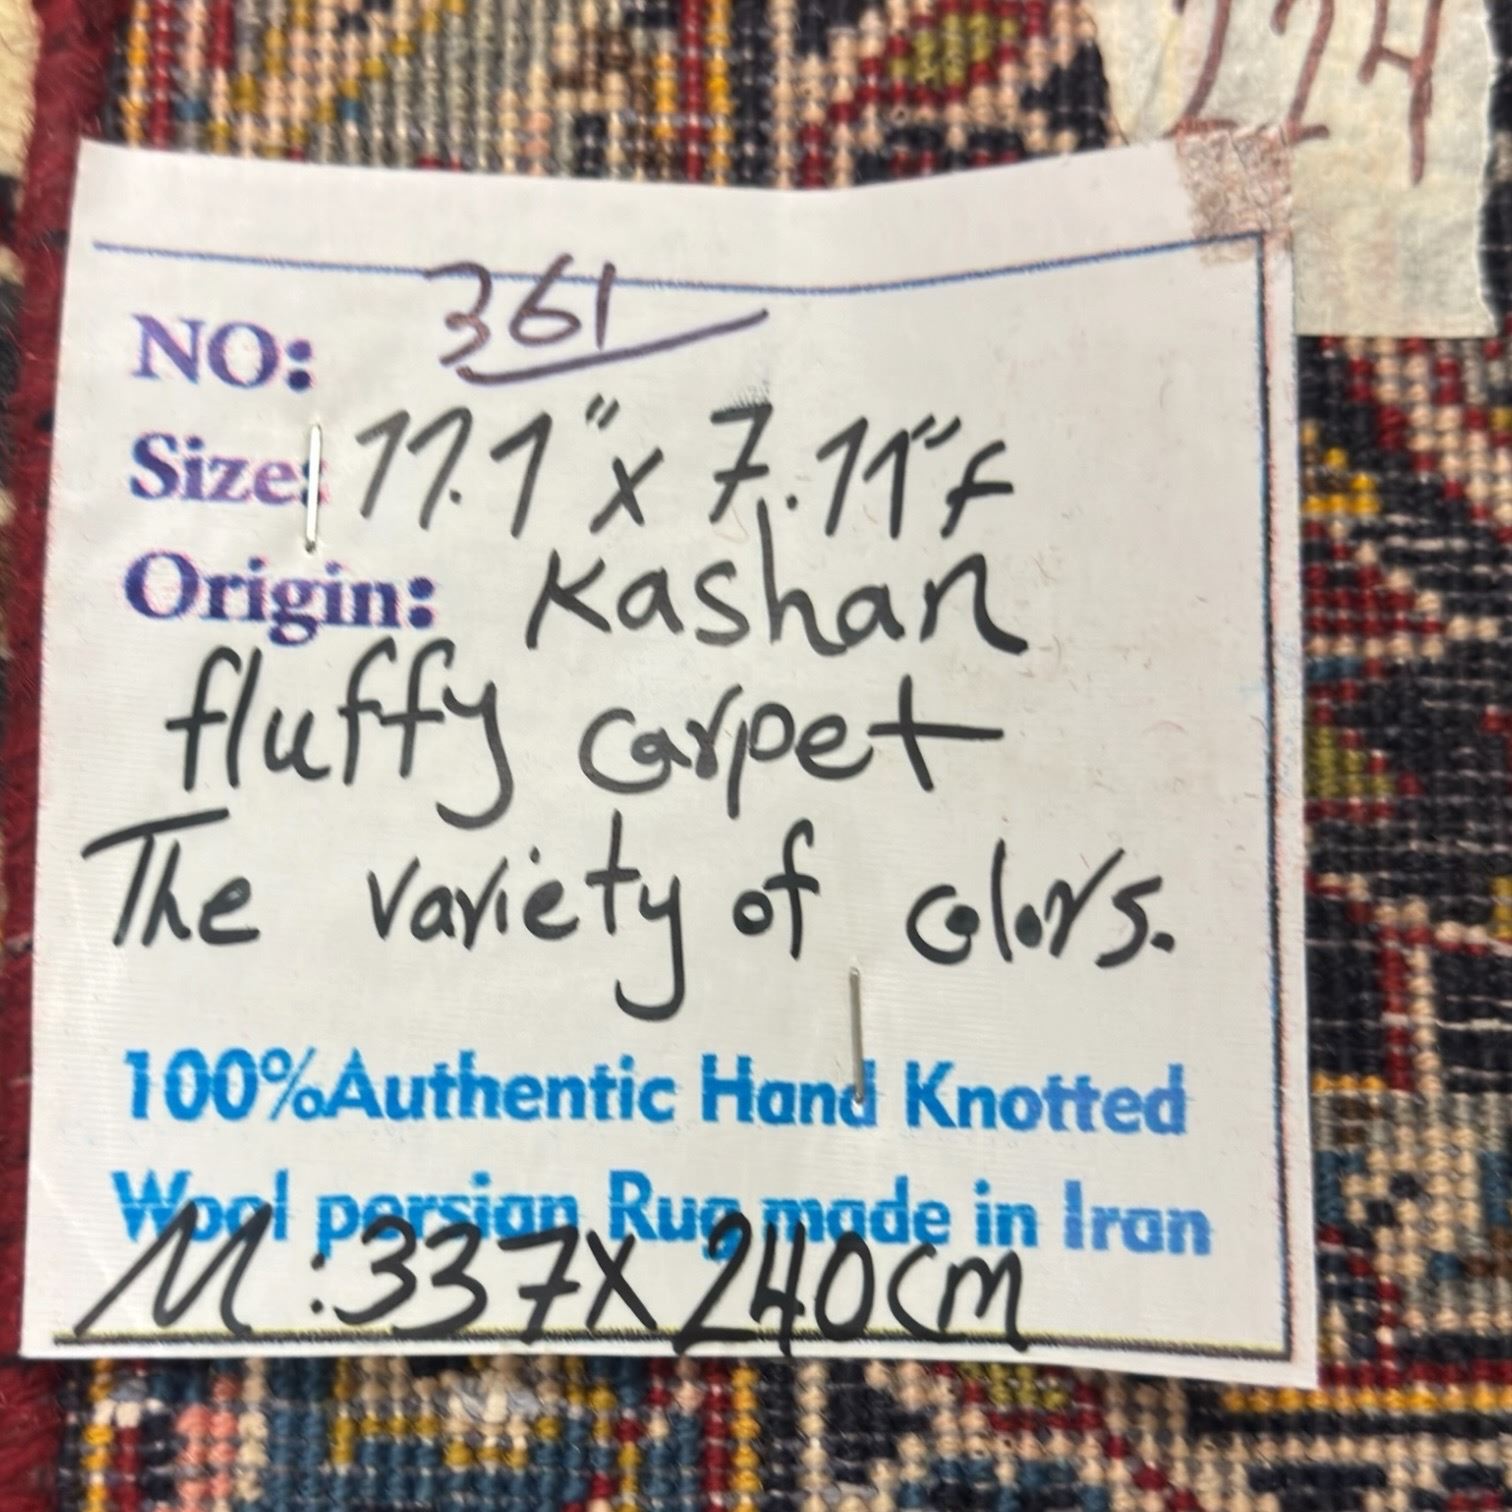 224
NO: 361
Size: 11.1" x 7.11" f
Origin: Kashan
fluffy carpet
The variety of colors.
100%Authentic Hand Knotted
Wool persian Rug made in Iran
M: 337X240cm